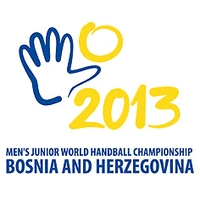 2013
MEN'S JUNIOR WORLD HANDBALL CHAMPIONSHIP
BOSNIA AND HERZEGOVINA